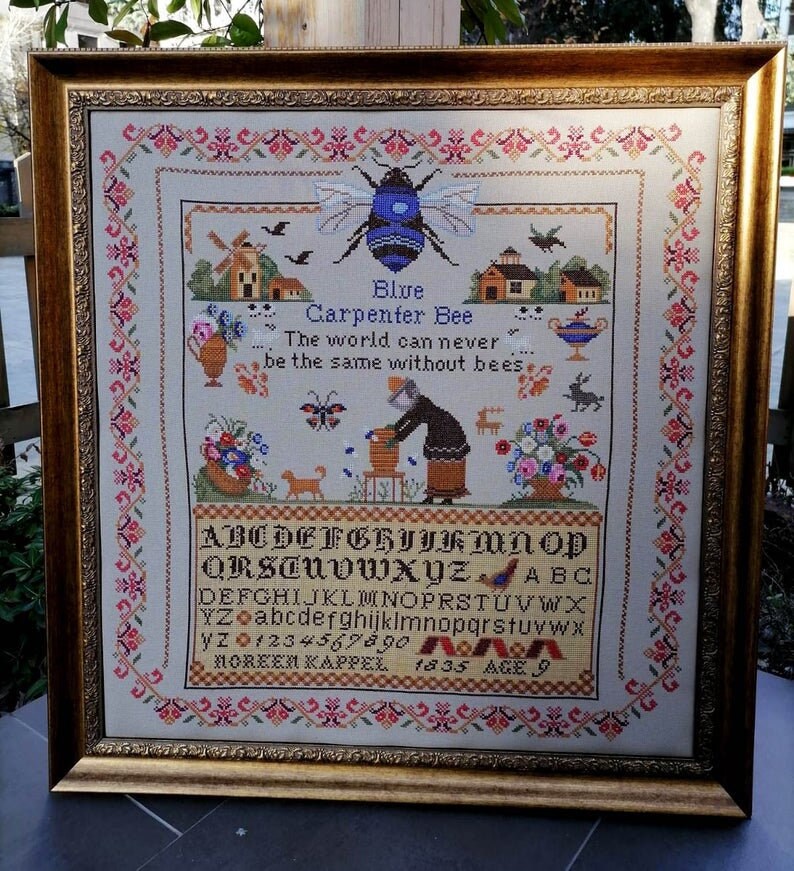 Blue
Carpenter Bee
The world can never
be the same without bees
ABCDEFGHIJKLMNOP
QRSTUVWXYZ ABC
DEFGHIJKLMNOPRSTUVWX
YZ abcdefghijklmnopqrstuvwx
yz 1234567890
NOREEN KAPPEL 1835 AGE 9